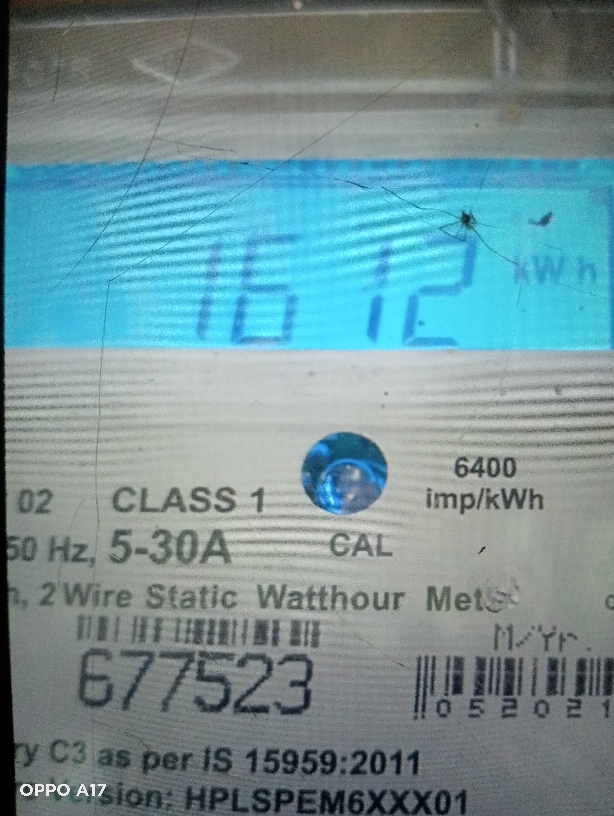 1612 kWh
6400
02 CLASS 1 imp/kWh
50 Hz, 5-30A CAL
2 Wire Static Watthour
M/Yr.
677523
052021
C3 as per IS 15959:2011
HPLSPEM6XXX01
OPPO A17